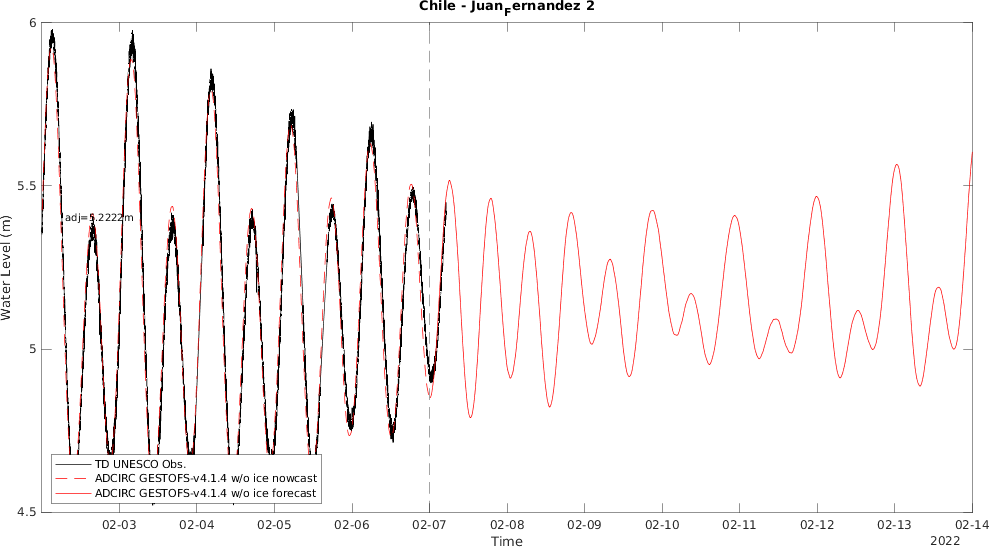 Chile - Juan_Fernandez 2
6
5.5
5
4.5
Water Level (m)
adj=5.2222m
TD UNESCO Obs.
ADCIRC GESTOFS-v4.1.4 w/o ice nowcast
ADCIRC GESTOFS-v4.1.4 w/o ice forecast
02-03 02-04 02-05 02-06 02-07 02-08 02-09 02-10 02-11 02-12 02-13 02-14
Time
2022